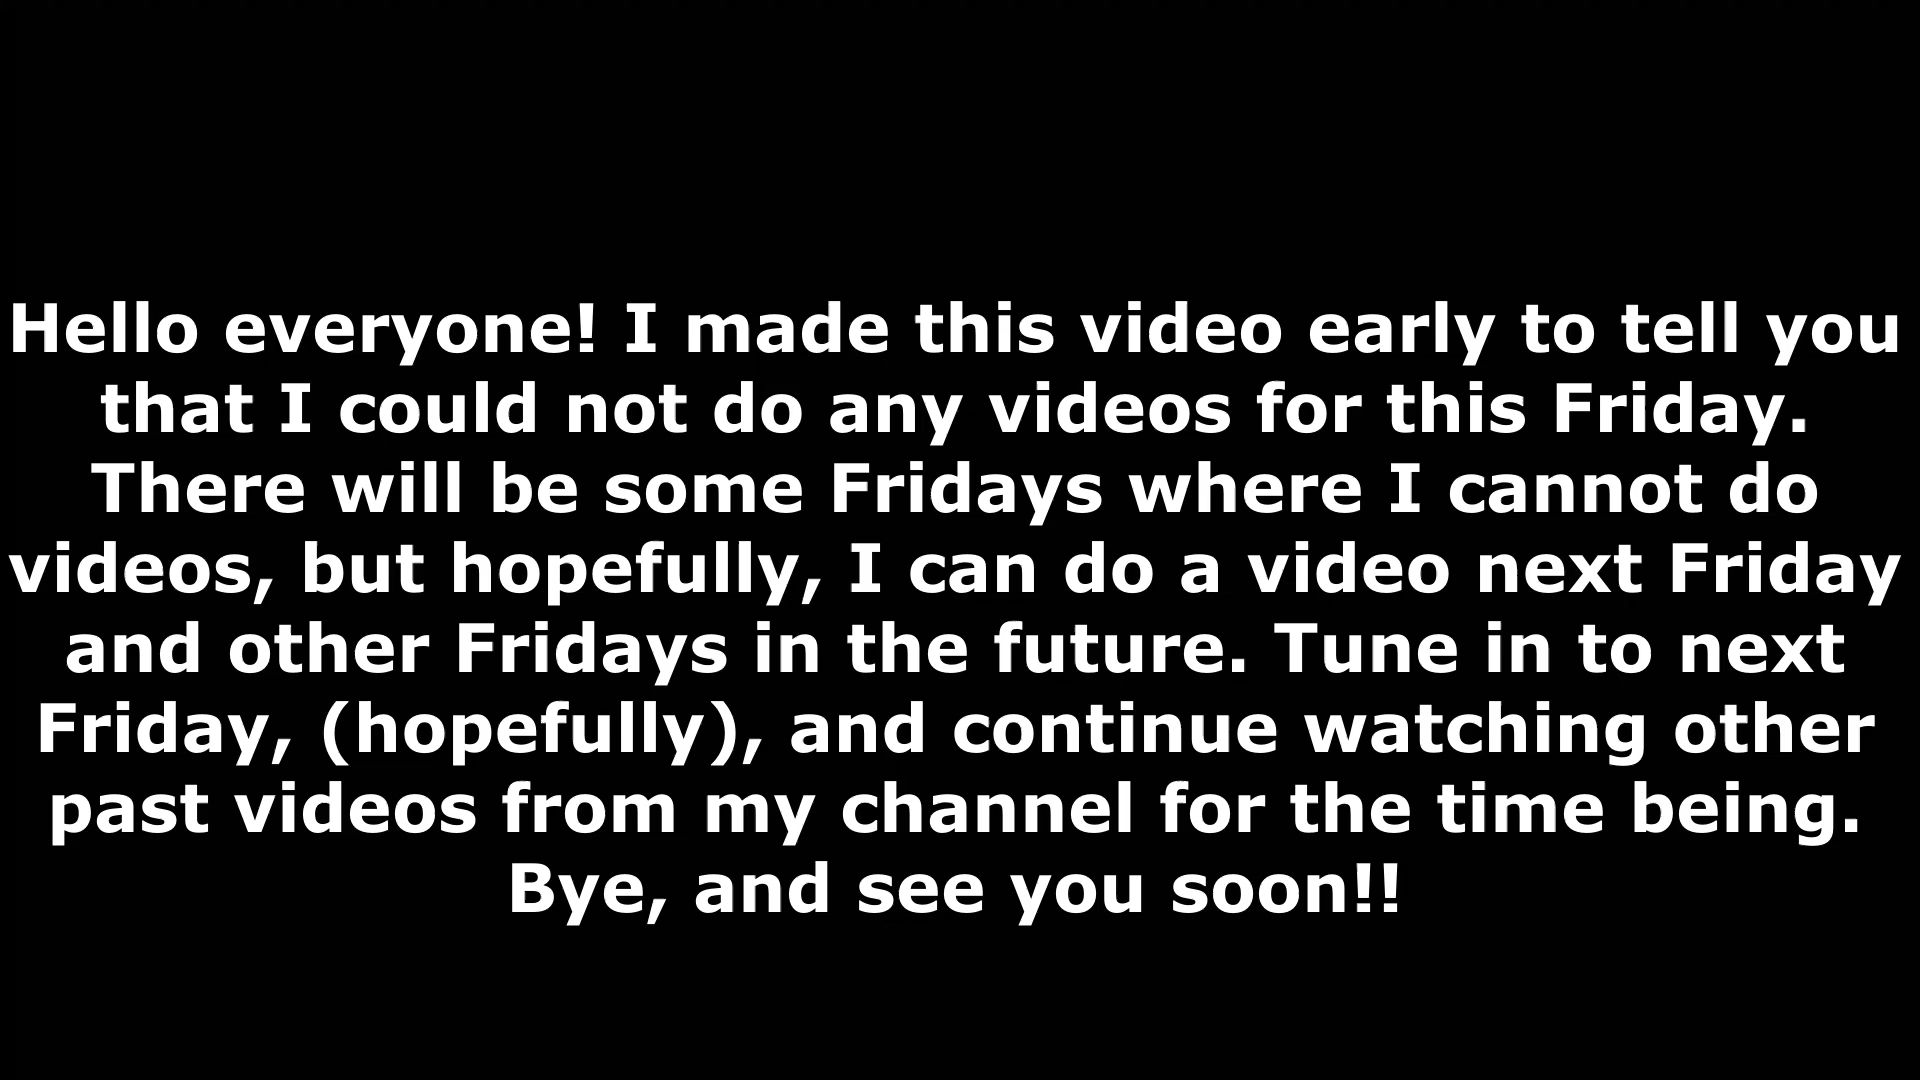 Hello everyone! I made this video early to tell you
that I could not do any videos for this Friday.
There will be some Fridays where I cannot do
videos, but hopefully, I can do a video next Friday
and other Fridays in the future. Tune in to next
Friday, (hopefully), and continue watching other
past videos from my channel for the time being.
Bye, and see you soon!!